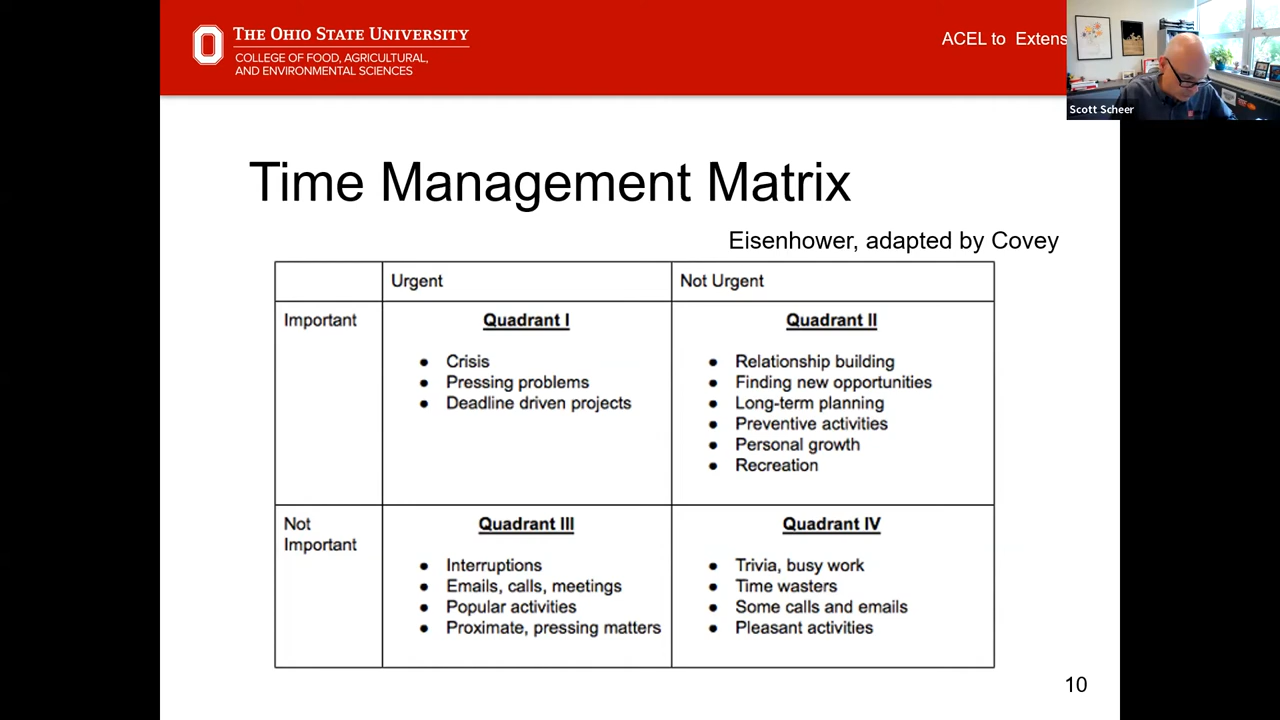 THE OHIO STATE UNIVERSITY
COLLEGE OF FOOD, AGRICULTURAL,
AND ENVIRONMENTAL SCIENCES
ACEL to Extens
Scott Scheer
Time Management Matrix
Eisenhower, adapted by Covey
Urgent
Not Urgent
Important
Quadrant I
● Crisis
● Pressing problems
● Deadline driven projects
Quadrant II
● Relationship building
● Finding new opportunities
● Long-term planning
● Preventive activities
● Personal growth
● Recreation
Not
Important
Quadrant III
● Interruptions
● Emails, calls, meetings
● Popular activities
● Proximate, pressing matters
Quadrant IV
● Trivia, busy work
● Time wasters
● Some calls and emails
● Pleasant activities
10